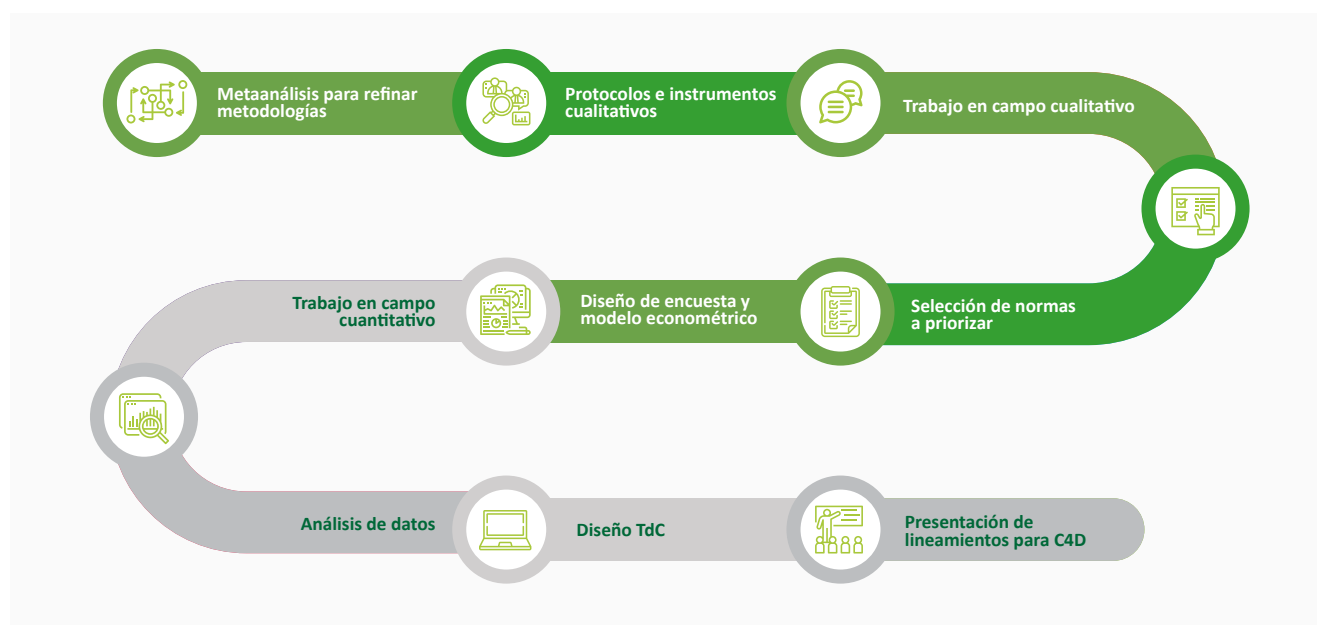 Metaanálisis para refinar
metodologías
Protocolos e instrumentos
cualitativos
Trabajo en campo cualitativo
Selección de normas
a priorizar
Diseño de encuesta y
modelo econométrico
Trabajo en campo
cuantitativo
Análisis de datos
Diseño TdC
Presentación de
lineamientos para C4D